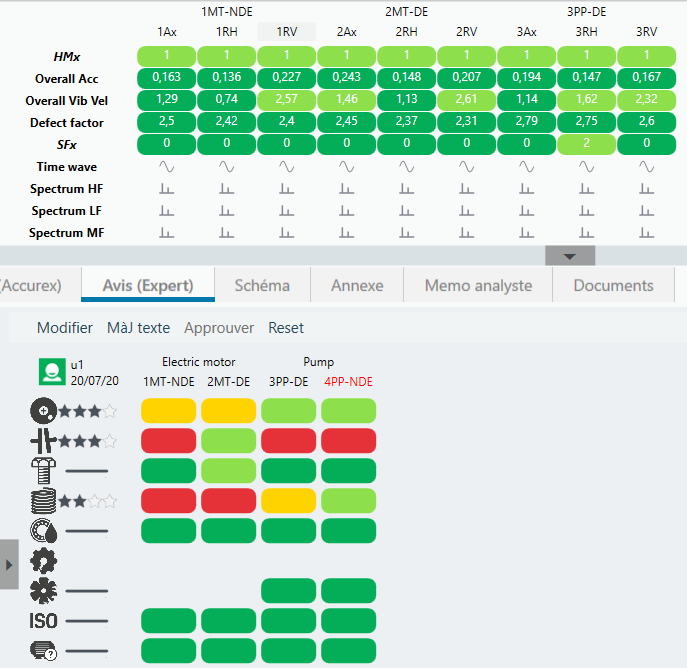 1MT-NDE 2MT-DE 3PP-DE
1Ax 1RH 1RV 2Ax 2RH 2RV 3Ax 3RH 3RV
HMx 1 1 1 1 1 1 1 1 1
Overall Acc 0,163 0,136 0,227 0,243 0,148 0,207 0,194 0,147 0,167
Overall Vib Vel 1,29 0,74 2,57 1,46 1,13 2,61 1,14 1,62 2,32
Defect factor 2,5 2,42 2,4 2,45 2,37 2,31 2,79 2,75 2,6
SFx 0 0 0 0 0 0 0 2 0
Time wave
Spectrum HF
Spectrum LF
Spectrum MF
(Accurex) Avis (Expert) Schéma Annexe Memo analyste Documents
Modifier MàJ texte Approuver Reset
u1 Electric motor Pump
20/07/20 1MT-NDE 2MT-DE 3PP-DE 4PP-NDE
ISO
?